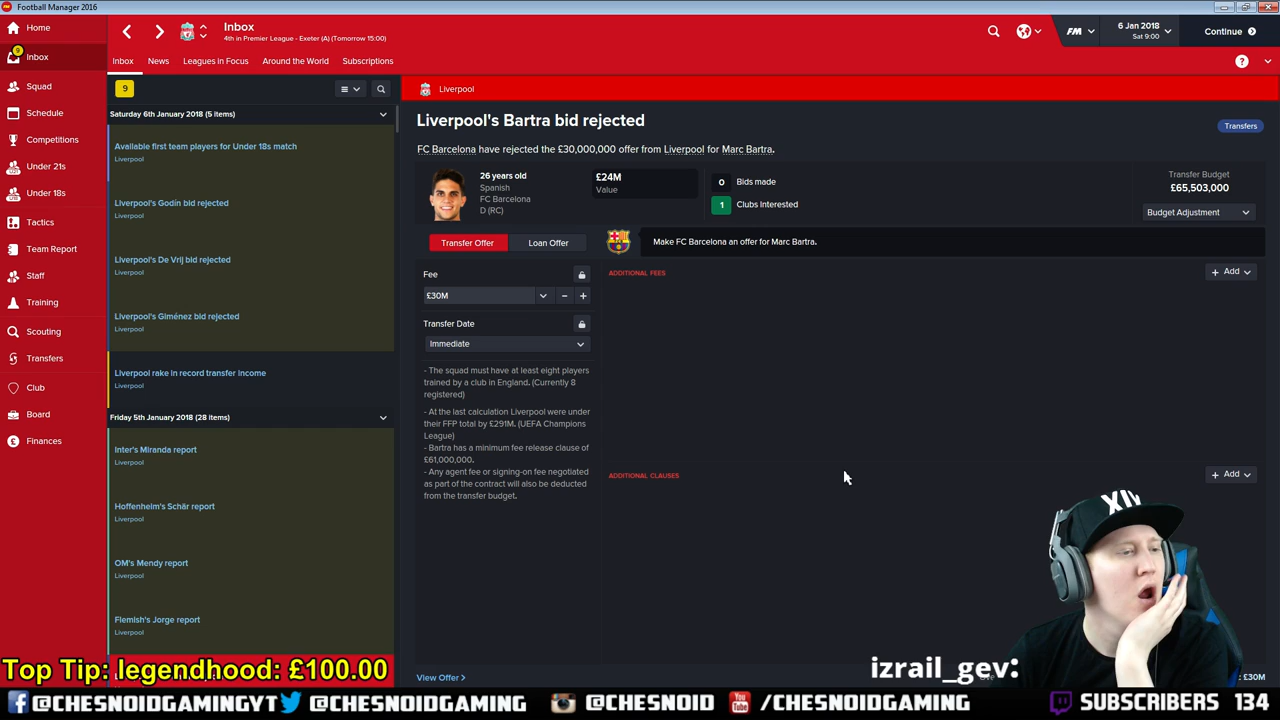 Football Manager 2016
Home
Inbox
Squad
Schedule
Competitions
Under 21s
Under 18s
Tactics
Team Report
Staff
Training
Scouting
Transfers
Club
Board
Finances
9
Inbox
4th in Premier League - Exeter (A) (Tomorrow 15:00)
FM
6 Jan 2018
Sat 9:00
Continue
Inbox News Leagues in Focus Around the World Subscriptions
?
9
Saturday 6th January 2018 (5 items)
Available first team players for Under 18s match
Liverpool
Liverpool's Godín bid rejected
Liverpool
Liverpool's De Vrij bid rejected
Liverpool
Liverpool's Giménez bid rejected
Liverpool
Liverpool rake in record transfer income
Liverpool
Friday 5th January 2018 (28 items)
Inter's Miranda report
Liverpool
Hoffenheim's Schär report
Liverpool
OM's Mendy report
Liverpool
Flemish's Jorge report
Liverpool
Liverpool
Liverpool's Bartra bid rejected
Transfers
FC Barcelona have rejected the £30,000,000 offer from Liverpool for Marc Bartra.
26 years old
Spanish
FC Barcelona
D (RC)
£24M
Value
0 Bids made
1 Clubs Interested
Transfer Budget
£65,503,000
Budget Adjustment
Transfer Offer Loan Offer
Make FC Barcelona an offer for Marc Bartra.
Fee
£30M
Transfer Date
Immediate
- The squad must have at least eight players
trained by a club in England. (Currently 8
registered)
- At the last calculation Liverpool were under
their FFP total by £291M. (UEFA Champions
League)
- Bartra has a minimum fee release clause of
£61,000,000.
- Any agent fee or signing-on fee negotiated
as part of the contract will also be deducted
from the transfer budget.
ADDITIONAL FEES
+ Add
ADDITIONAL CLAUSES
+ Add
View Offer >
£30M
XIV
Top Tip: legendhood: £100.00
izrail_gev:
@CHESNOIDGAMINGYT @CHESNOIDGAMING @CHESNOIDGAMING You Tube /CHESNOIDGAMING SUBSCRIBERS 134